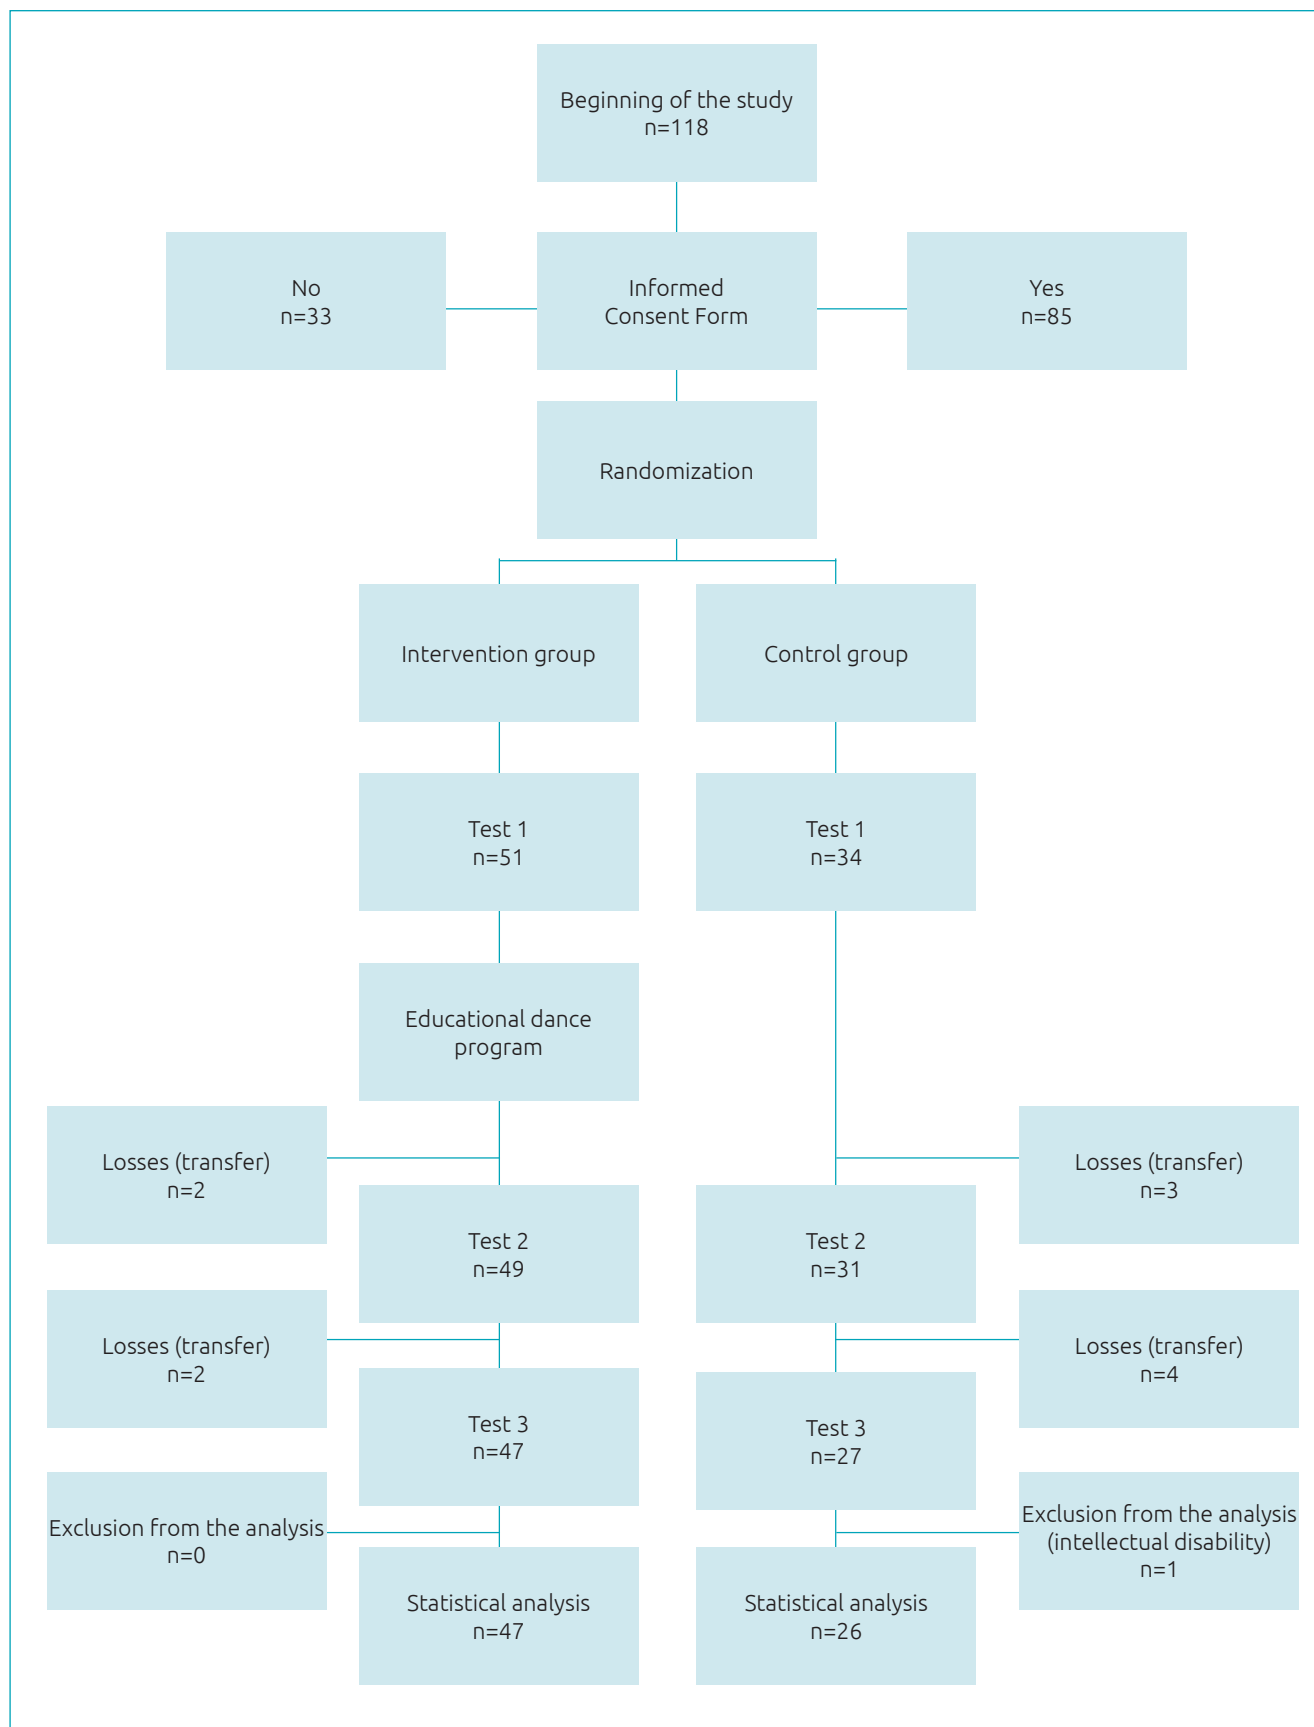 Beginning of the study
n=118
No
n=33
Informed
Consent Form
Yes
n=85
Randomization
Intervention group
Control group
Test 1
n=51
Test 1
n=34
Educational dance
program
Losses (transfer)
n=2
Losses (transfer)
n=3
Test 2
n=49
Test 2
n=31
Losses (transfer)
n=2
Losses (transfer)
n=4
Test 3
n=47
Test 3
n=27
Exclusion from the analysis
n=0
Exclusion from the analysis
(intellectual disability)
n=1
Statistical analysis
n=47
Statistical analysis
n=26